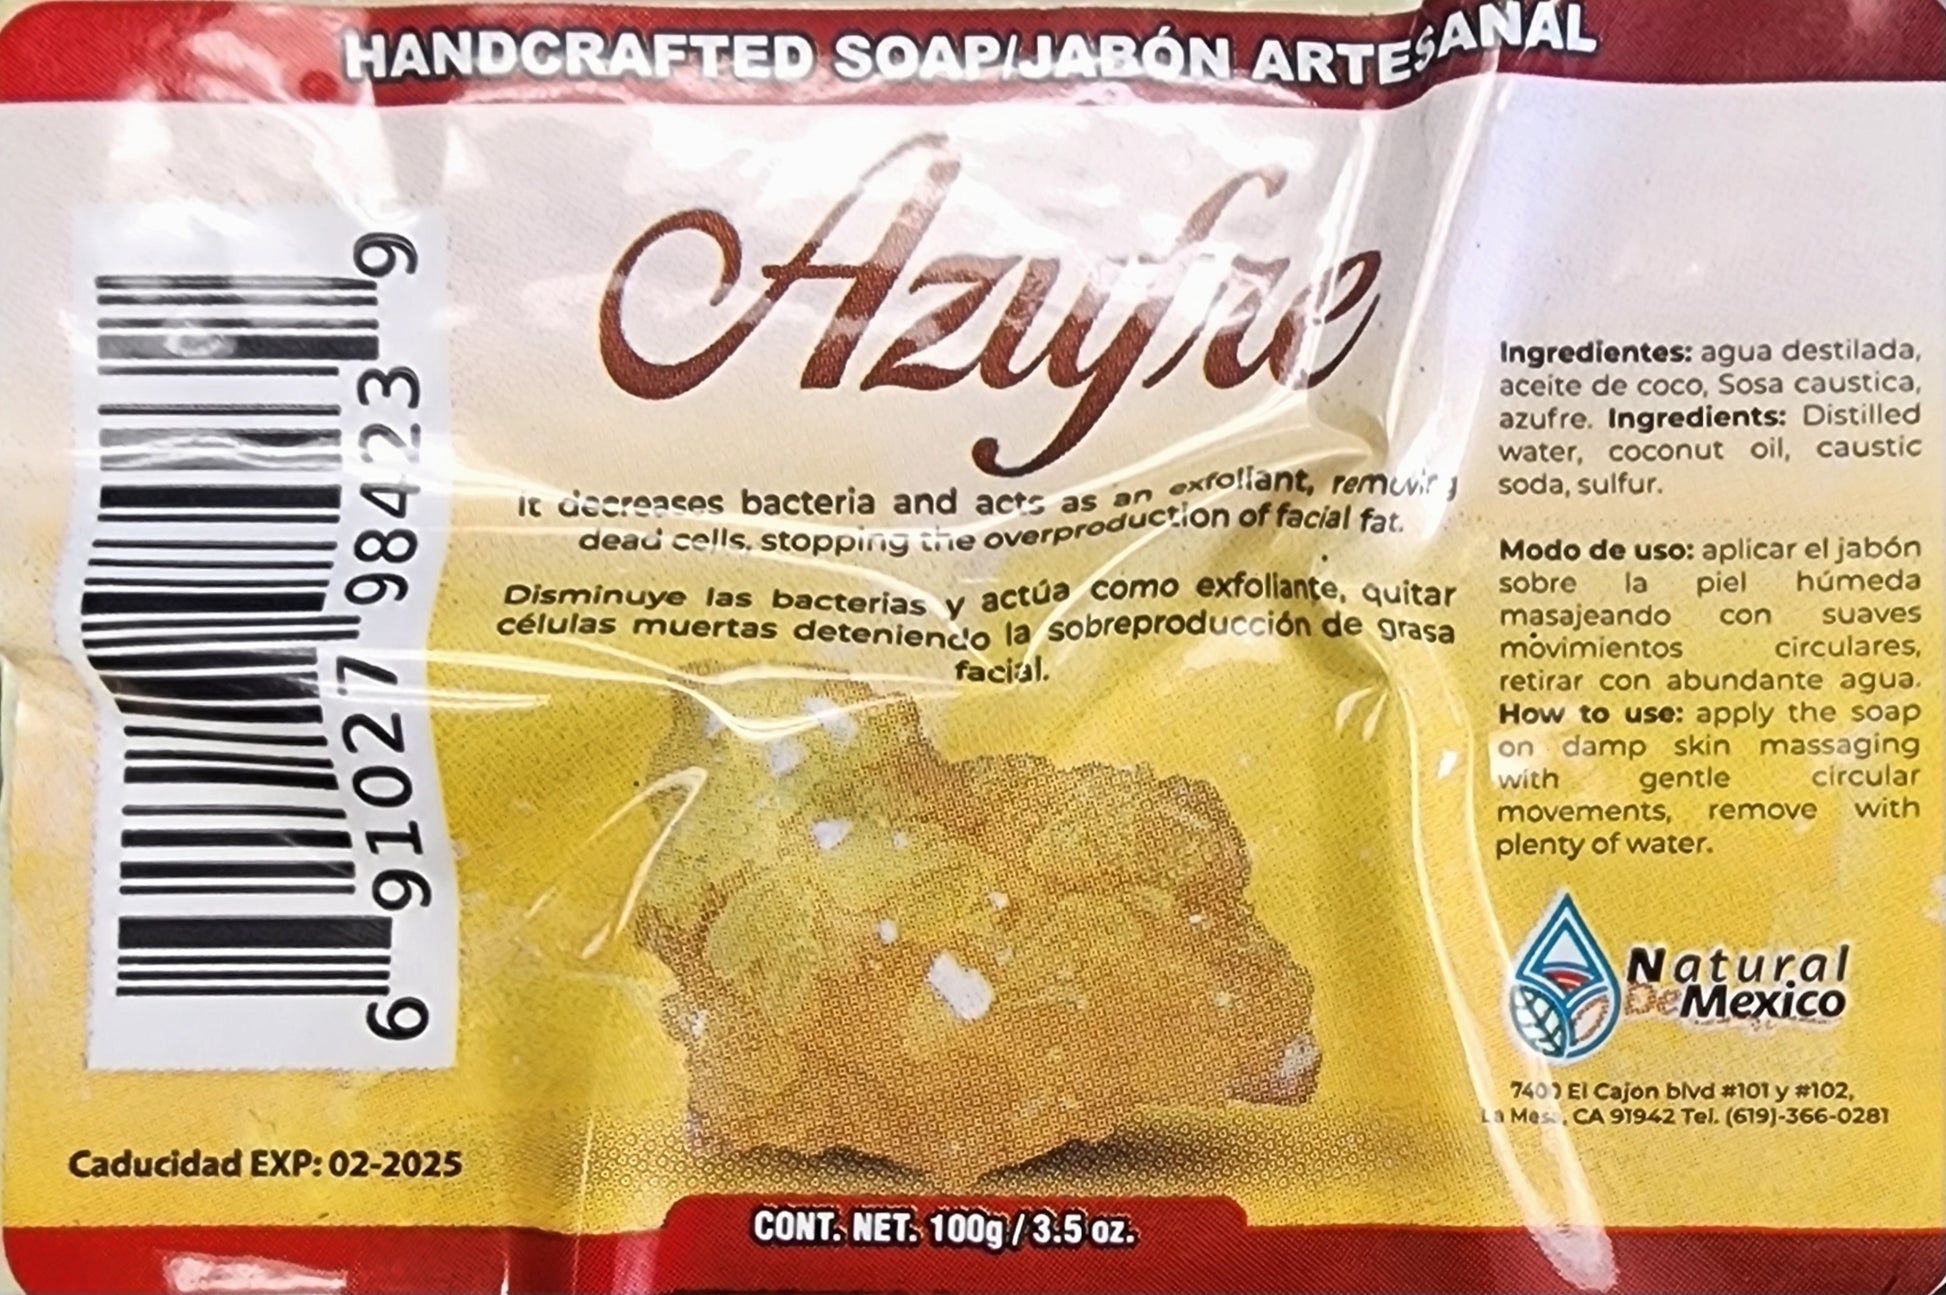 HANDCRAFTED SOAP/JABÓN ARTESANAL
Azufre
It decreases bacteria and acts as an exfoliant, removing
dead cells, stopping the overproduction of facial fat.
Disminuye las bacterias y actúa como exfoliante, quitar
células muertas deteniendo la sobreproducción de grasa
facial.
6 91027 98423 9
Caducidad EXP: 02-2025
CONT. NET. 100g / 3.5 oz.
Ingredientes: agua destilada,
aceite de coco, Sosa caustica,
azufre. Ingredients: Distilled
water, coconut oil, caustic
soda, sulfur.
Modo de uso: aplicar el jabón
sobre la piel húmeda
masajeando con suaves
movimientos circulares,
retirar con abundante agua.
How to use: apply the soap
on damp skin massaging
with gentle circular
movements, remove with
plenty of water.
Natural
De Mexico
7400 El Cajon blvd #101 y #102,
La Mesa, CA 91942 Tel. (619)-366-0281